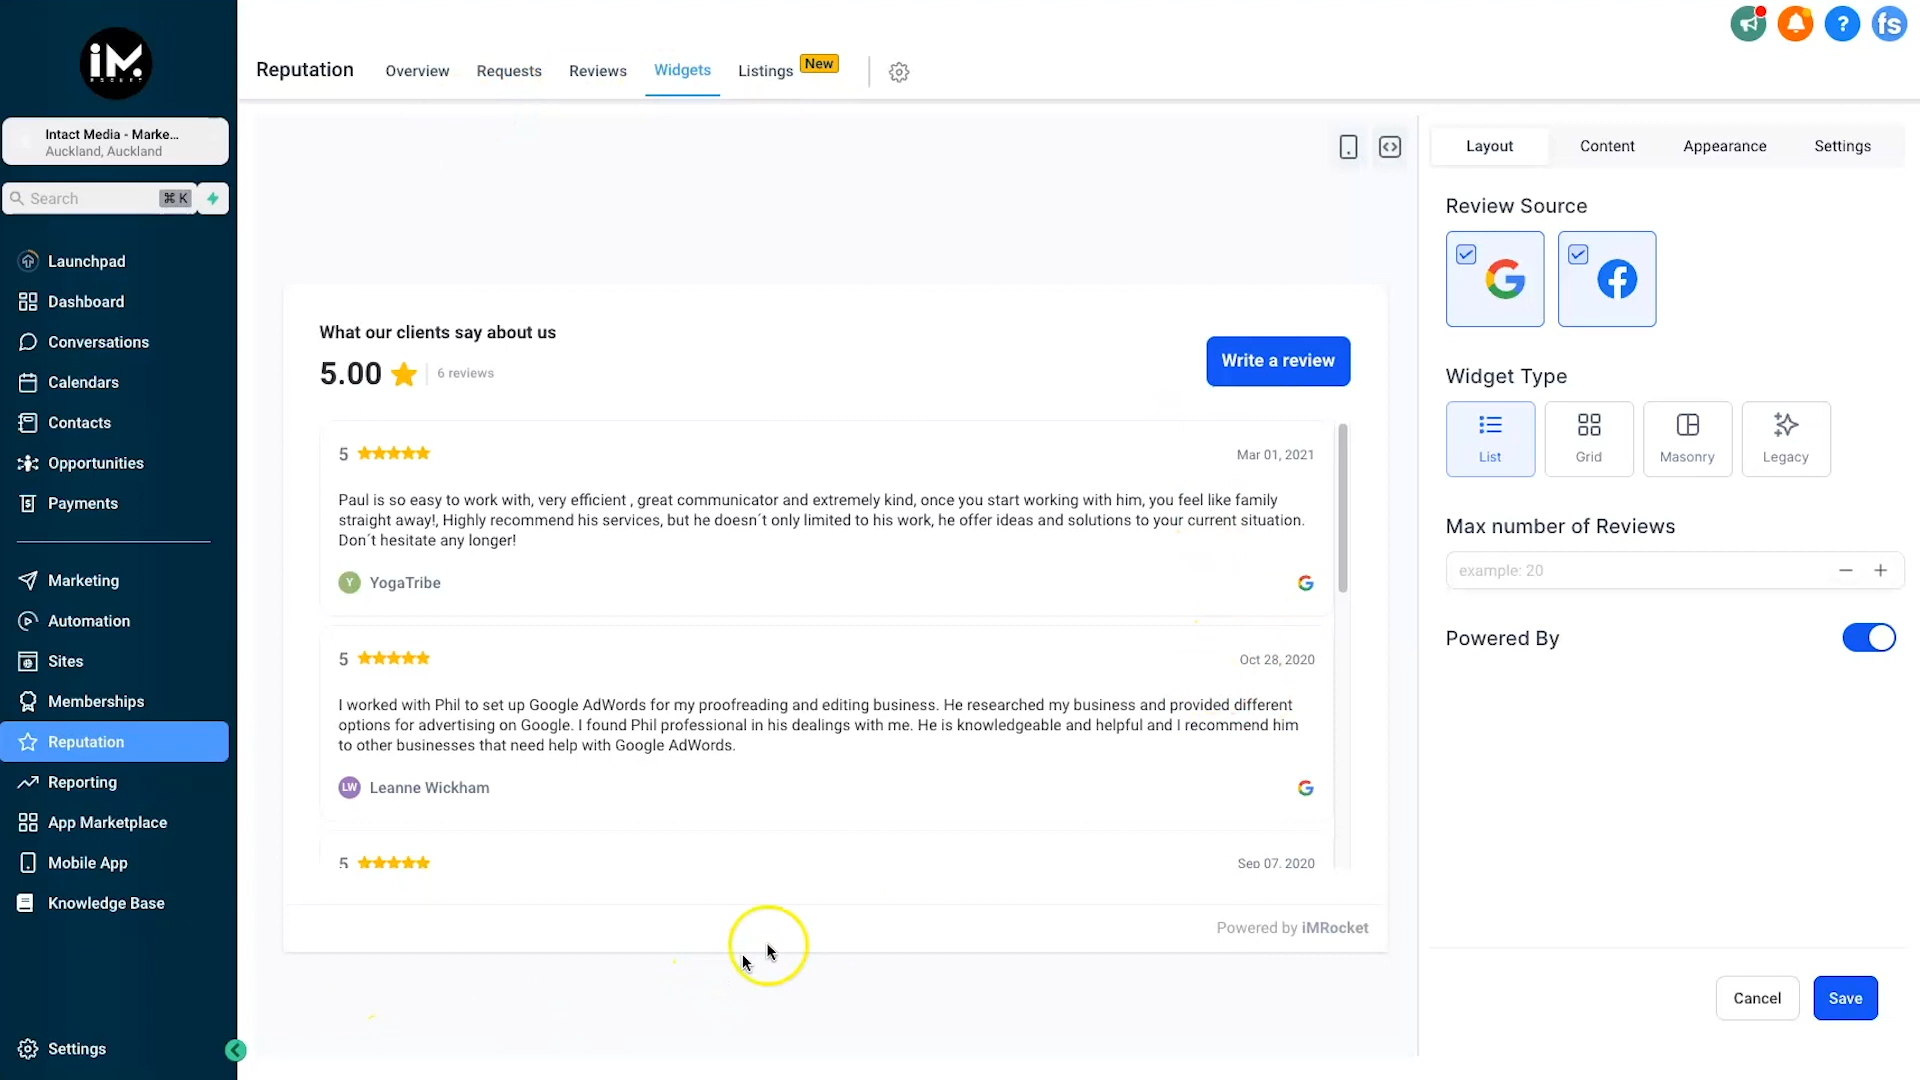 iM.
ROCKET
Intact Media - Marke...
Auckland, Auckland
Search
⌘ K
Launchpad
Dashboard
Conversations
Calendars
Contacts
Opportunities
Payments
Marketing
Automation
Sites
Memberships
Reputation
Reporting
App Marketplace
Mobile App
Knowledge Base
Settings
Reputation
Overview
Requests
Reviews
Widgets
Listings
New
?
fs
What our clients say about us
5.00
6 reviews
Write a review
5
Mar 01, 2021
Paul is so easy to work with, very efficient , great communicator and extremely kind, once you start working with him, you feel like family
straight away!, Highly recommend his services, but he doesn´t only limited to his work, he offer ideas and solutions to your current situation.
Don´t hesitate any longer!
Y
YogaTribe
G
5
Oct 28, 2020
I worked with Phil to set up Google AdWords for my proofreading and editing business. He researched my business and provided different
options for advertising on Google. I found Phil professional in his dealings with me. He is knowledgeable and helpful and I recommend him
to other businesses that need help with Google AdWords.
LW
Leanne Wickham
G
5
Sep 07, 2020
Powered by iMRocket
Layout
Content
Appearance
Settings
Review Source
G
f
Widget Type
List
Grid
Masonry
Legacy
Max number of Reviews
example: 20
Powered By
Cancel
Save